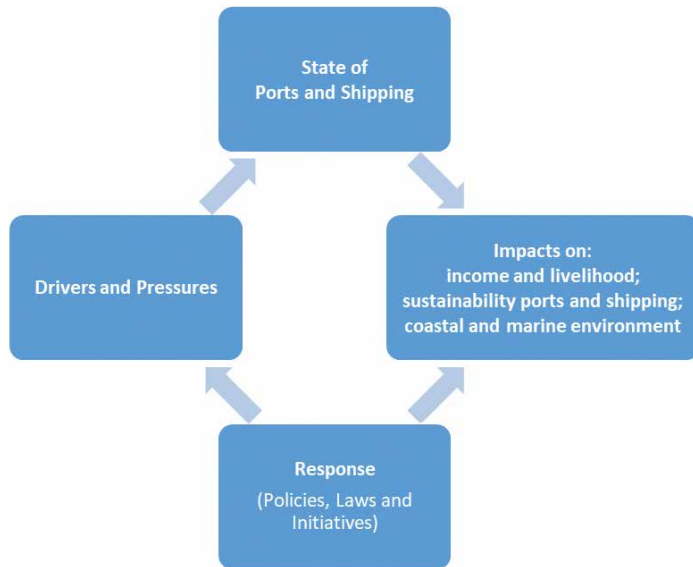 State of
Ports and Shipping
Drivers and Pressures
Impacts on:
income and livelihood;
sustainability ports and shipping;
coastal and marine environment
Response
(Policies, Laws and
Initiatives)